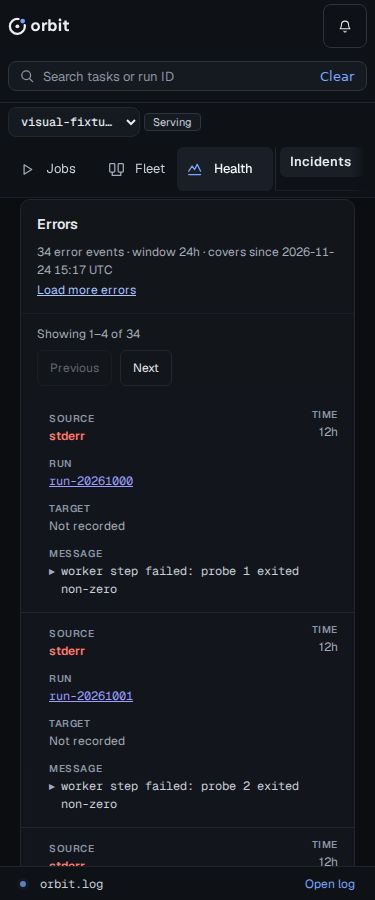 orbit
Search tasks or run ID
Clear
visual-fixtu…
Serving
Jobs
Fleet
Health
Incidents
Errors
34 error events · window 24h · covers since 2026-11-
24 15:17 UTC
Load more errors
Showing 1–4 of 34
Previous
Next
SOURCE
TIME
stderr
12h
RUN
run-20261000
TARGET
Not recorded
MESSAGE
▸ worker step failed: probe 1 exited
non-zero
SOURCE
TIME
stderr
12h
RUN
run-20261001
TARGET
Not recorded
MESSAGE
▸ worker step failed: probe 2 exited
non-zero
SOURCE
TIME
stderr
12h
orbit.log
Open log